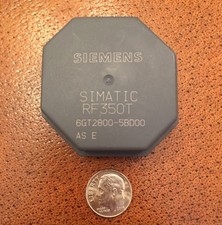 SIEMENS
SIMATIC
RF350T
6GT2800-5BD00
AS E